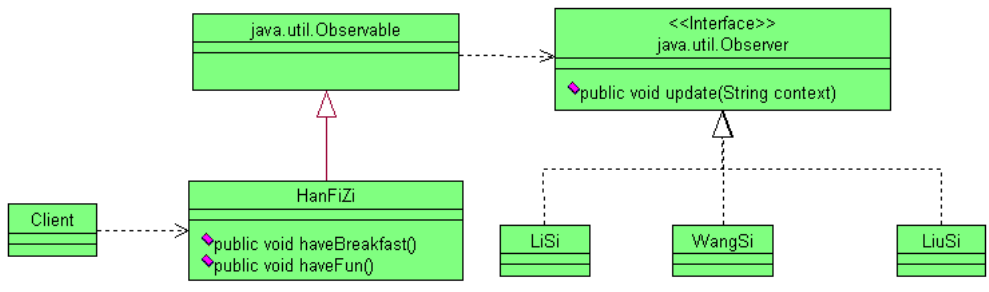 java.util.Observable
<<Interface>>
java.util.Observer
public void update(String context)
HanFiZi
public void haveBreakfast()
public void haveFun()
Client
LiSi
WangSi
LiuSi